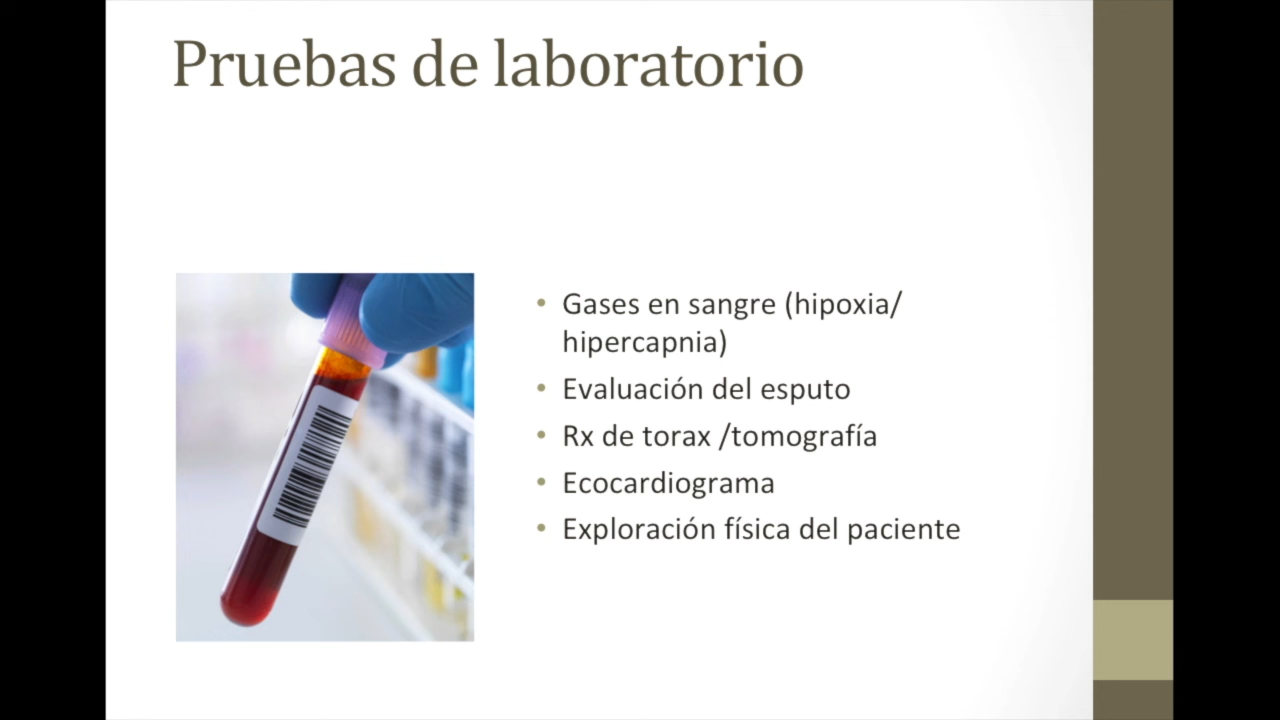 Pruebas de laboratorio
• Gases en sangre (hipoxia/
hipercapnia)
• Evaluación del esputo
• Rx de torax /tomografía
• Ecocardiograma
• Exploración física del paciente